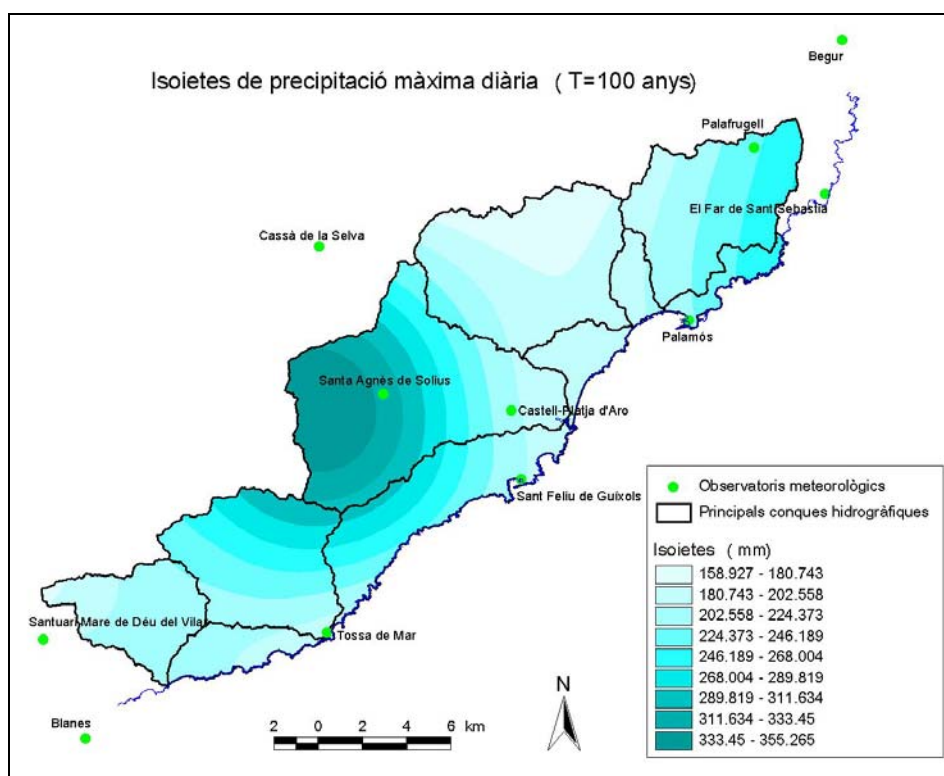 Begur
Isoietes de precipitació màxima diària ( T=100 anys)
Palafrugell
El Far de Sant Sebastià
Cassà de la Selva
Palamós
Santa Agnès de Solius
Castell-Platja d'Aro
Sant Feliu de Guíxols
Santuari Mare de Déu del Vilar
Tossa de Mar
Blanes
2 0 2 4 6 km
N
Observatoris meteorològics
Principals conques hidrogràfiques
Isoietes ( mm)
158.927 - 180.743
180.743 - 202.558
202.558 - 224.373
224.373 - 246.189
246.189 - 268.004
268.004 - 289.819
289.819 - 311.634
311.634 - 333.45
333.45 - 355.265